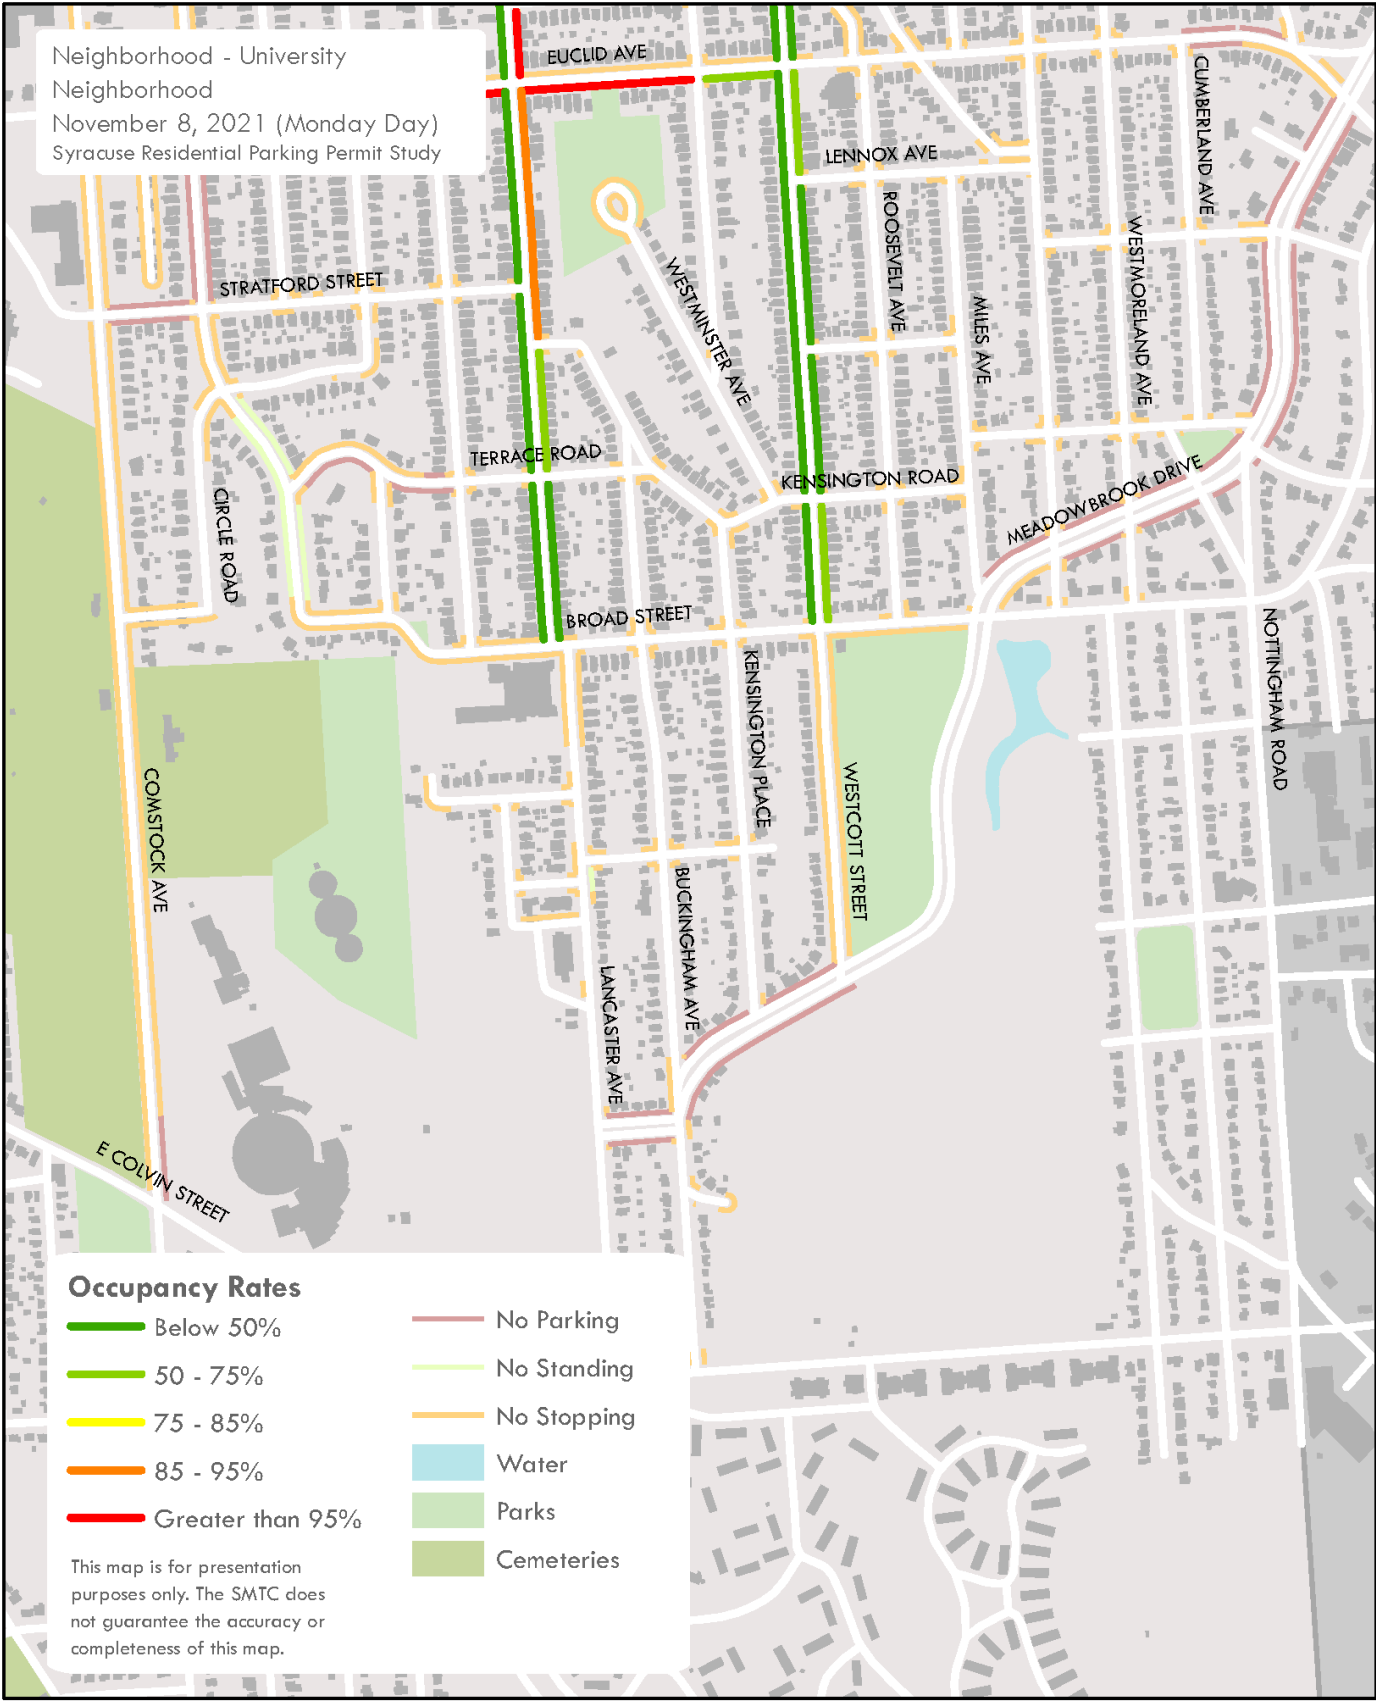 Neighborhood - University
Neighborhood
November 8, 2021 (Monday Day)
Syracuse Residential Parking Permit Study
EUCLID AVE
CUMBERLAND AVE
LENNOX AVE
ROOSEVELT AVE
WESTMORELAND AVE
STRATFORD STREET
WESTMINSTER AVE
MILES AVE
TERRACE ROAD
KENSINGTON ROAD
MEADOWBROOK DRIVE
CIRCLE ROAD
BROAD STREET
NOTTINGHAM ROAD
KENSINGTON PLACE
COMSTOCK AVE
WESTCOTT STREET
BUCKINGHAM AVE
LANCASTER AVE
E COLVIN STREET
Occupancy Rates
Below 50%
50 - 75%
75 - 85%
85 - 95%
Greater than 95%
No Parking
No Standing
No Stopping
Water
Parks
Cemeteries
This map is for presentation
purposes only. The SMTC does
not guarantee the accuracy or
completeness of this map.